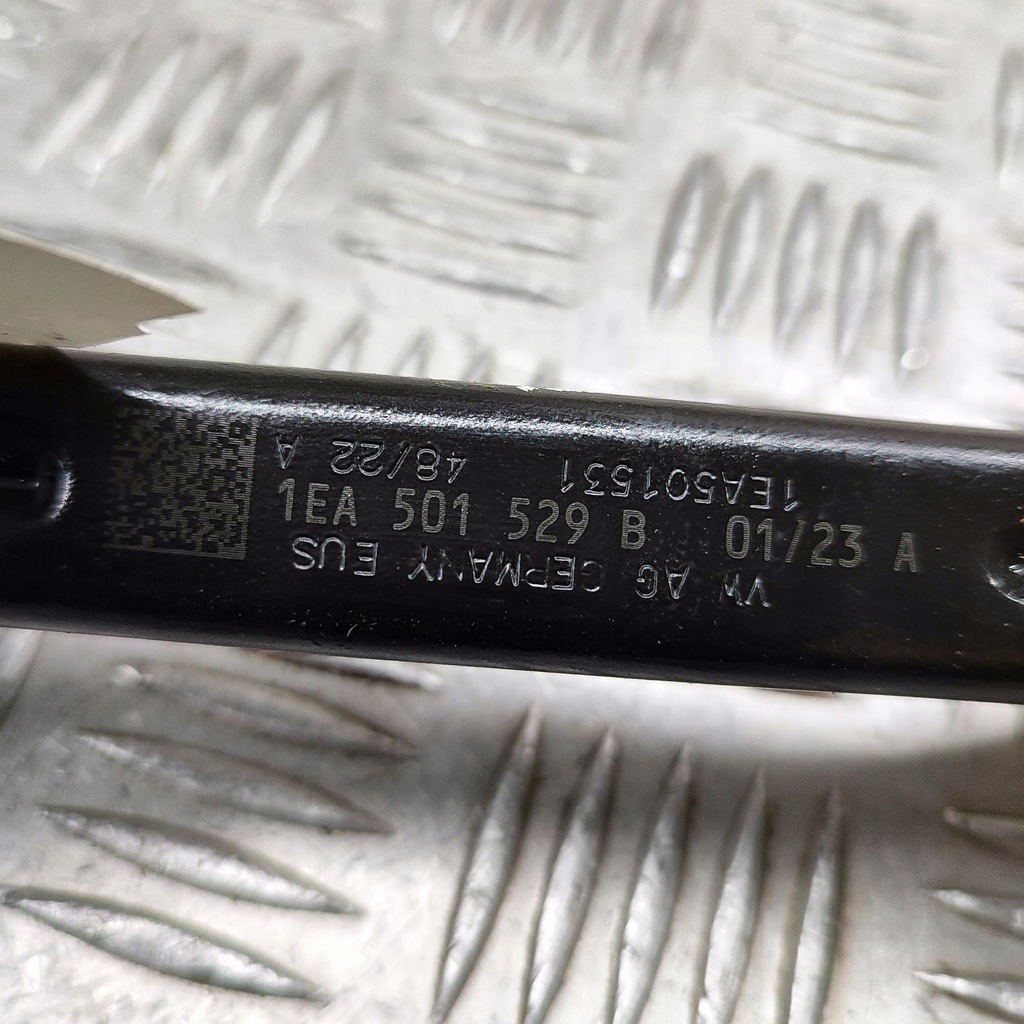 1EA 501 529 B 01/23 A
VW AG GERMANY EUS
1EA501531 48/22 A